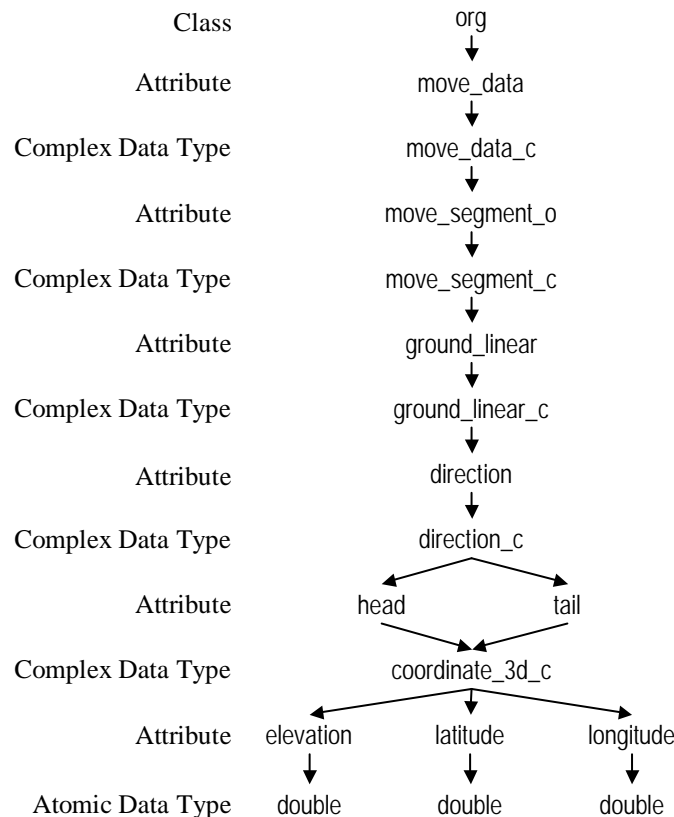 Class org
Attribute move_data
Complex Data Type move_data_c
Attribute move_segment_o
Complex Data Type move_segment_c
Attribute ground_linear
Complex Data Type ground_linear_c
Attribute direction
Complex Data Type direction_c
Attribute head tail
Complex Data Type coordinate_3d_c
Attribute elevation latitude longitude
Atomic Data Type double double double